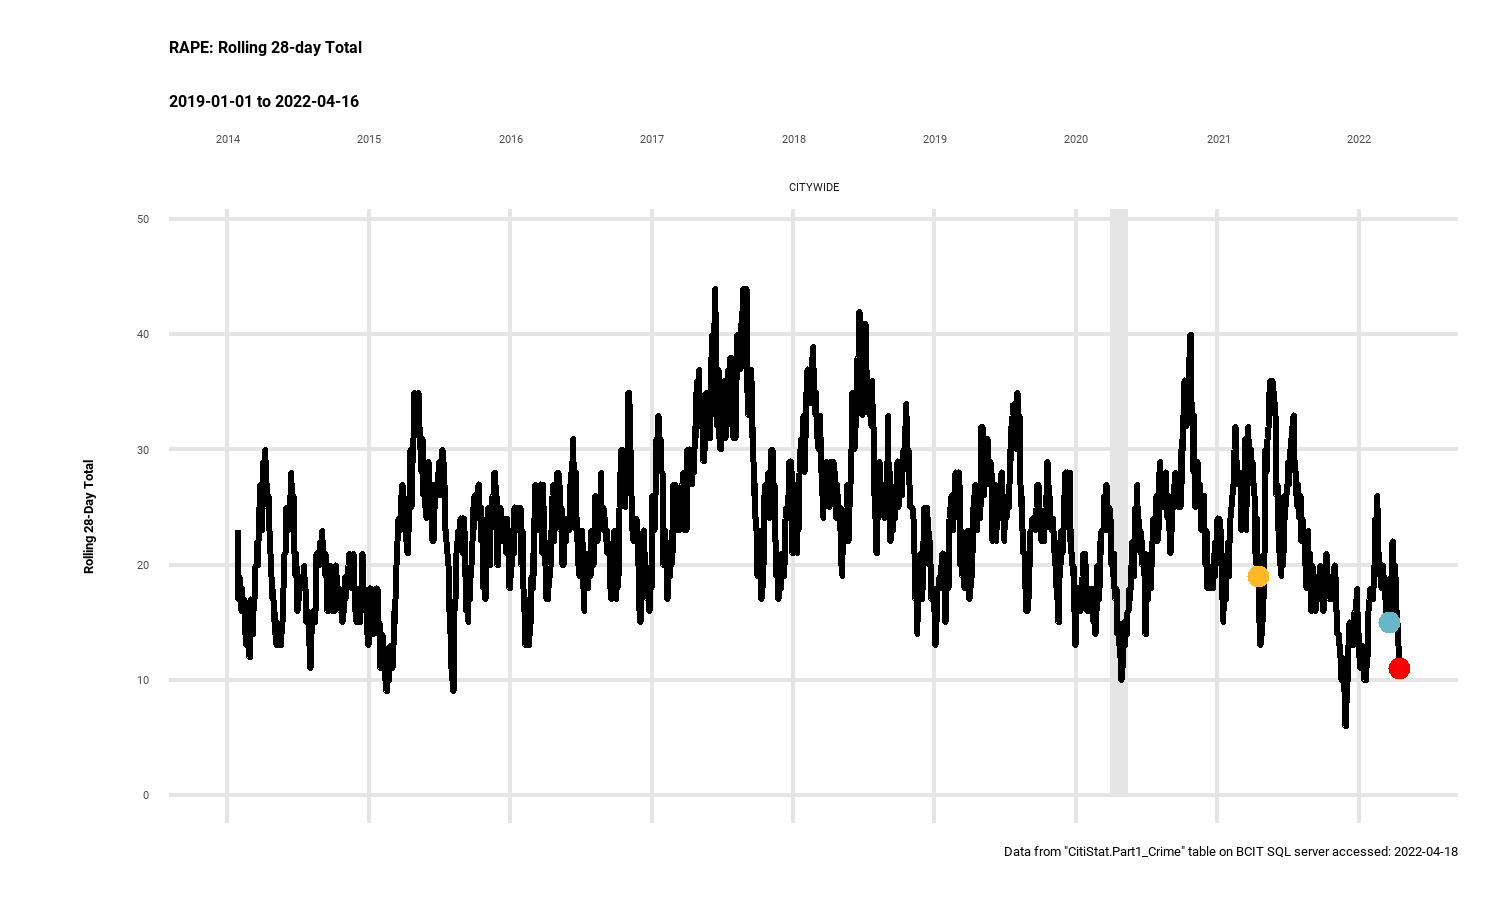 RAPE: Rolling 28-day Total
2019-01-01 to 2022-04-16
2014 2015 2016 2017 2018 2019 2020 2021 2022
CITYWIDE
50
40
30
20
10
0
Rolling 28-Day Total
Data from "CitiStat.Part1_Crime" table on BCIT SQL server accessed: 2022-04-18